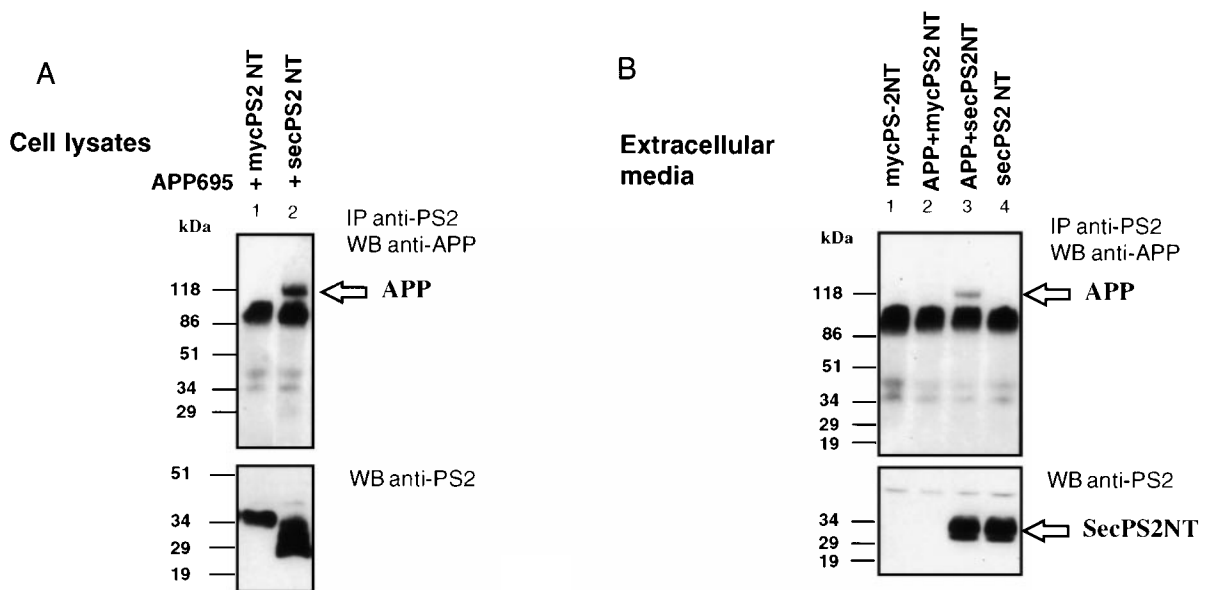 A
Cell lysates
APP695
+ mycPS2 NT
+ secPS2 NT
1 2
kDa
IP anti-PS2
WB anti-APP
118
86
51
34
29
APP
51
34
29
19
WB anti-PS2
B
Extracellular
media
mycPS-2NT
APP+mycPS2 NT
APP+secPS2NT
secPS2 NT
1 2 3 4
kDa
IP anti-PS2
WB anti-APP
118
86
51
34
29
19
APP
WB anti-PS2
34
29
19
SecPS2NT